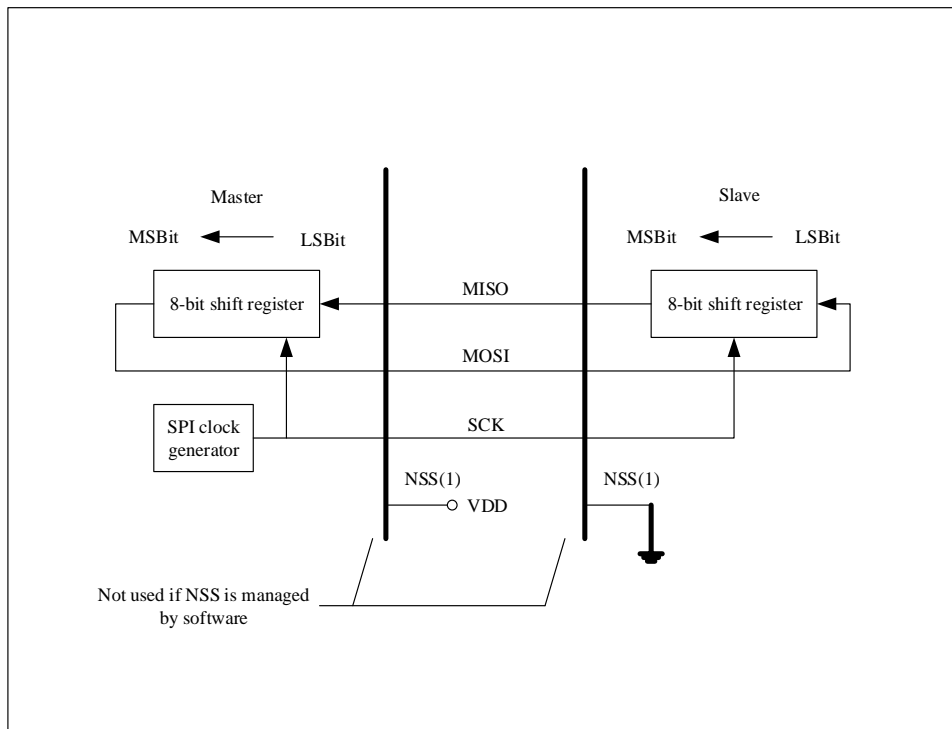 Master
Slave
MSBit
LSBit
MSBit
LSBit
8-bit shift register
MISO
8-bit shift register
MOSI
SPI clock
generator
SCK
NSS(1)
NSS(1)
VDD
Not used if NSS is managed
by software